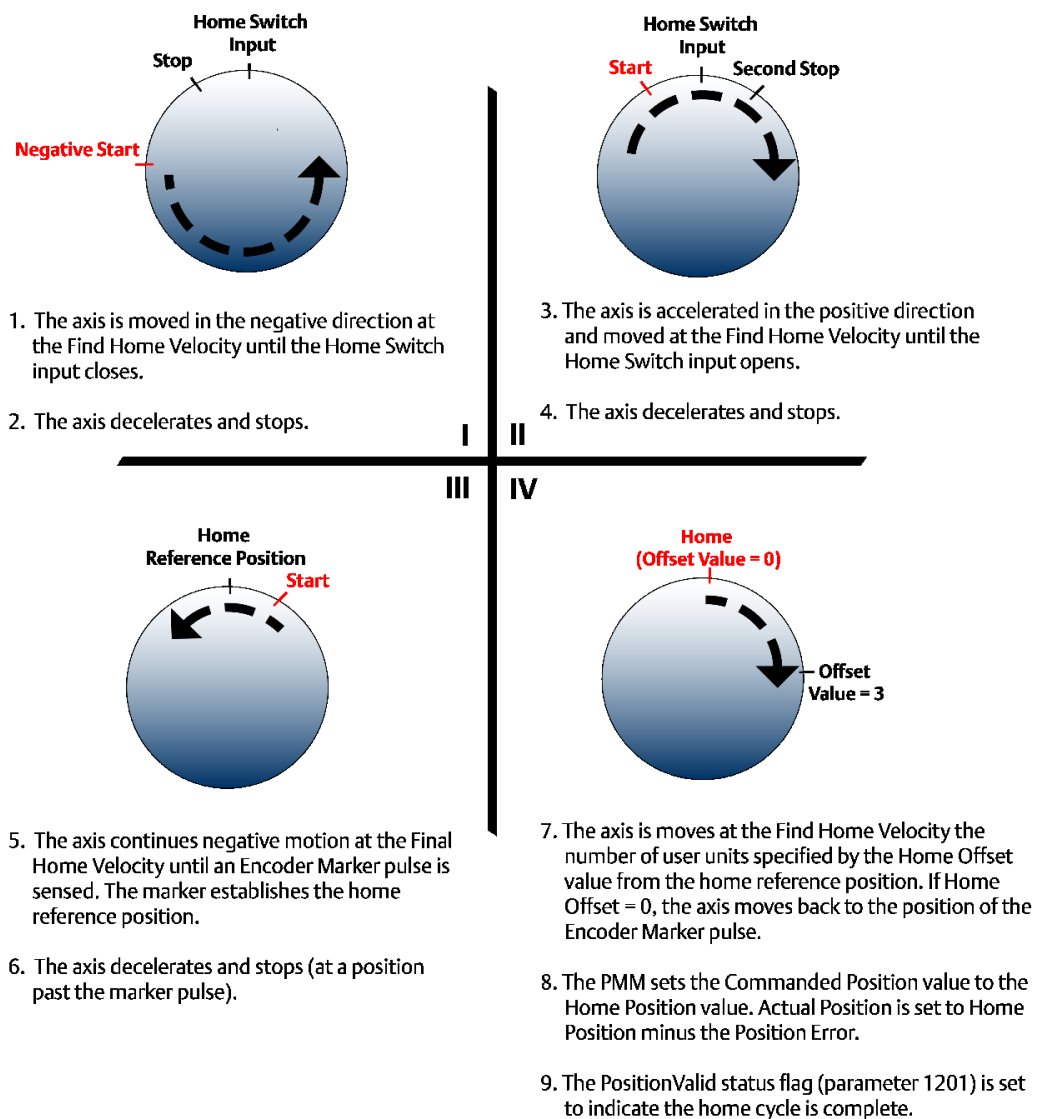 Home Switch
Input
Stop
Negative Start
1. The axis is moved in the negative direction at
the Find Home Velocity until the Home Switch
input closes.
2. The axis decelerates and stops.
I
Home Switch
Input
Start
Second Stop
3. The axis is accelerated in the positive direction
and moved at the Find Home Velocity until the
Home Switch input opens.
4. The axis decelerates and stops.
II
III
Home
Reference Position
Start
5. The axis continues negative motion at the Final
Home Velocity until an Encoder Marker pulse is
sensed. The marker establishes the home
reference position.
6. The axis decelerates and stops (at a position
past the marker pulse).
IV
Home
(Offset Value = 0)
Offset
Value = 3
7. The axis is moves at the Find Home Velocity the
number of user units specified by the Home Offset
value from the home reference position. If Home
Offset = 0, the axis moves back to the position of the
Encoder Marker pulse.
8. The PMM sets the Commanded Position value to the
Home Position value. Actual Position is set to Home
Position minus the Position Error.
9. The PositionValid status flag (parameter 1201) is set
to indicate the home cycle is complete.